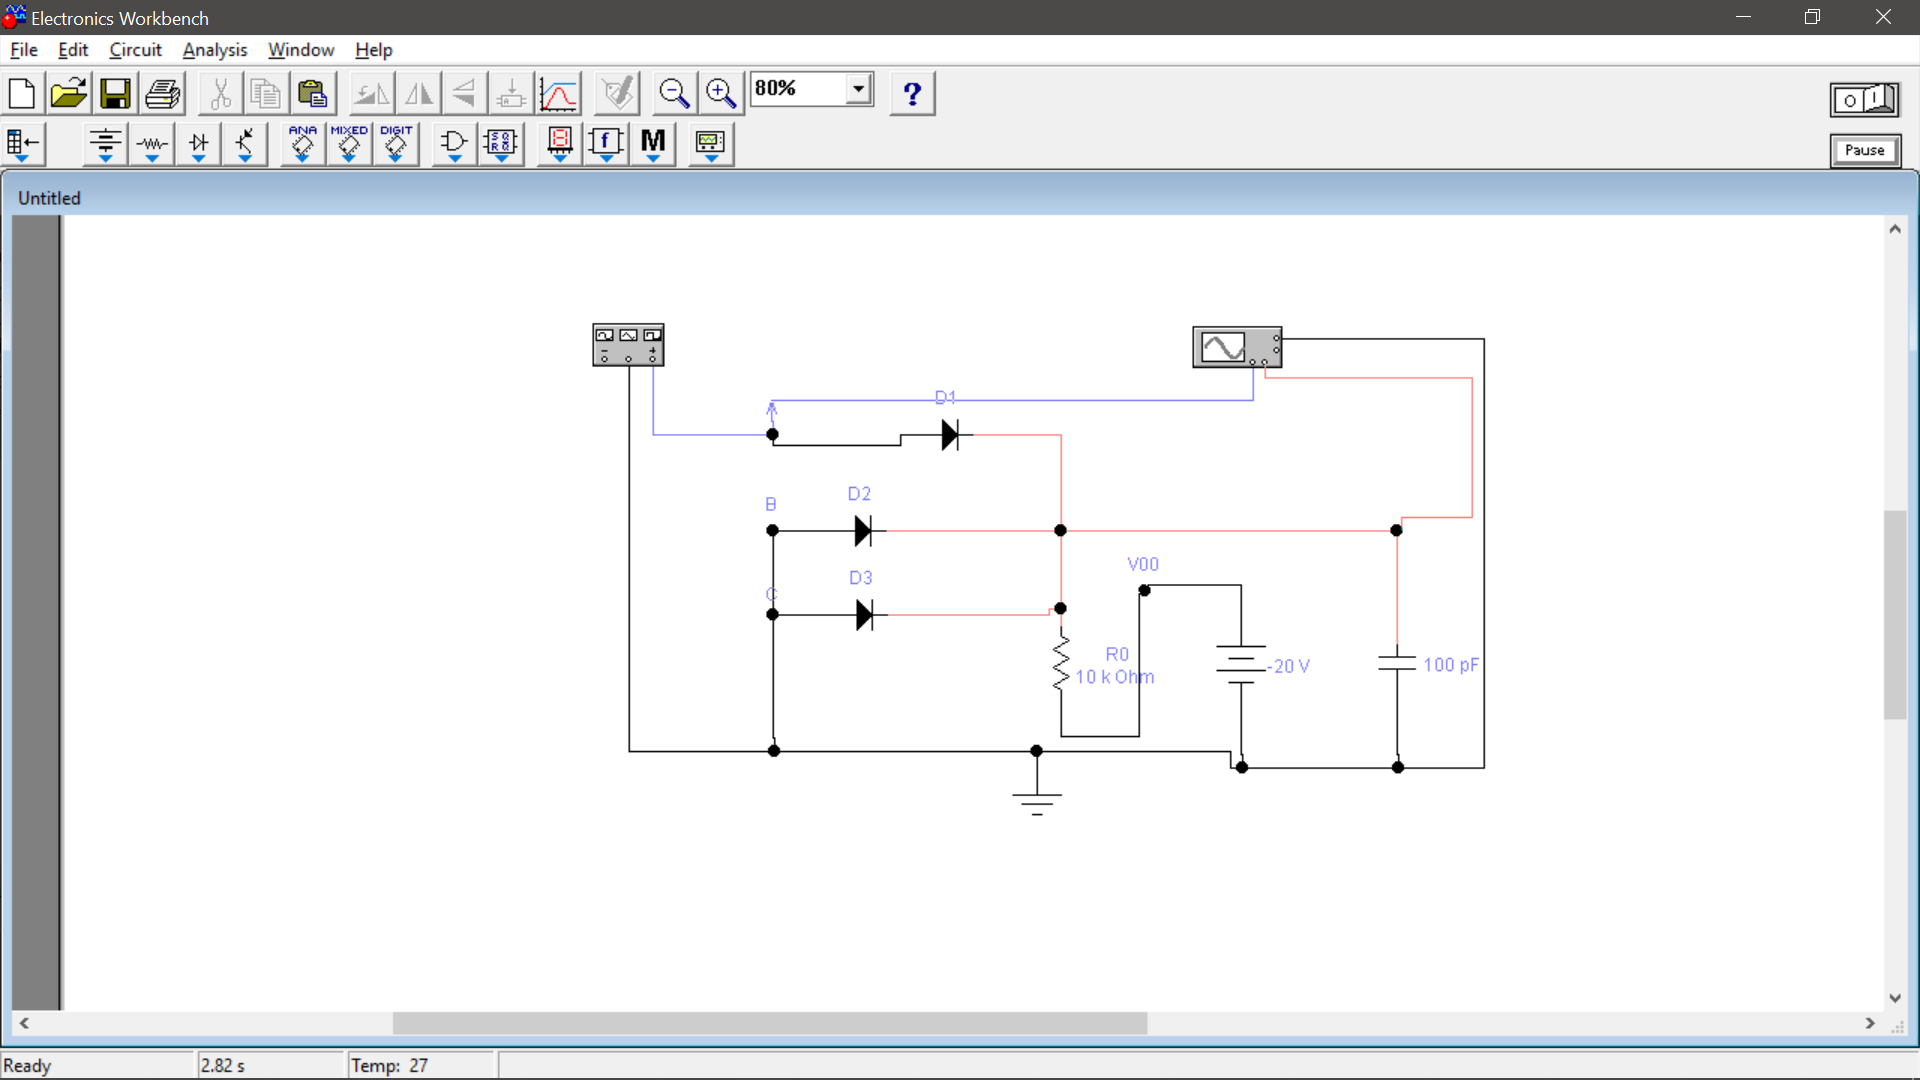 Electronics Workbench
File Edit Circuit Analysis Window Help
80%
?
O I
ANA MIXED DIGIT
f M
Pause
Untitled
D1
B
D2
V00
D3
C
R0
10 k Ohm
-20 V
100 pF
Ready 2.82 s Temp: 27